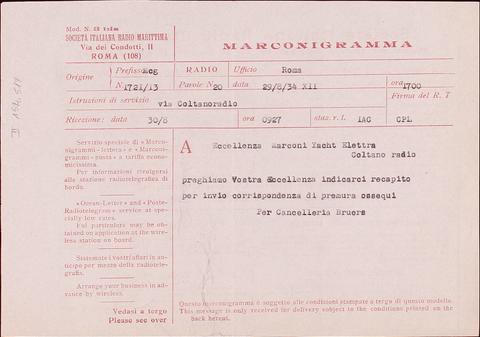 Mod. N. 42
SOCIETÀ ITALIANA RADIO MARITTIMA
Via dei Condotti, 11
ROMA (108)
MARCONIGRAMMA
Origine
Prefisso Mcg
RADIO
Ufficio Roma
N. 1721/13
Parole N. 20
data 29/8/34 XII
ora 1700
Istruzioni di servizio via Coltanoradio
Firma del R. T
Ricezione: data 30/8
ora 0927
staz. r. t. IAC
CPL
Servizio speciale di «Marconigrammi-lettera» e «Marconigrammi-posta» a tariffa economicissima.
Per informazioni rivolgersi alle stazione radiotelegrafica di bordo.
«Ocean-Letter» and «Poste-Radiotelegram» service at specially low rates.
Full particulars may be obtained on application at the wireless station on board.
Sistemate i vostri affari in anticipo per mezzo della radiotelegrafia.
Arrange your business in advance by wireless.
Vedasi a tergo
Please see over
A Eccellenza Marconi Yacht Elettra
Coltano radio
preghiamo Vostra Eccellenza indicarci recapito
per invio corrispondenza di premura ossequi
Per Cancelleria Bruers
Questo marconigramma è soggetto alle condizioni stampate a tergo di questo modulo.
This message is only received for delivery subject to the conditions printed on the
back hereof.